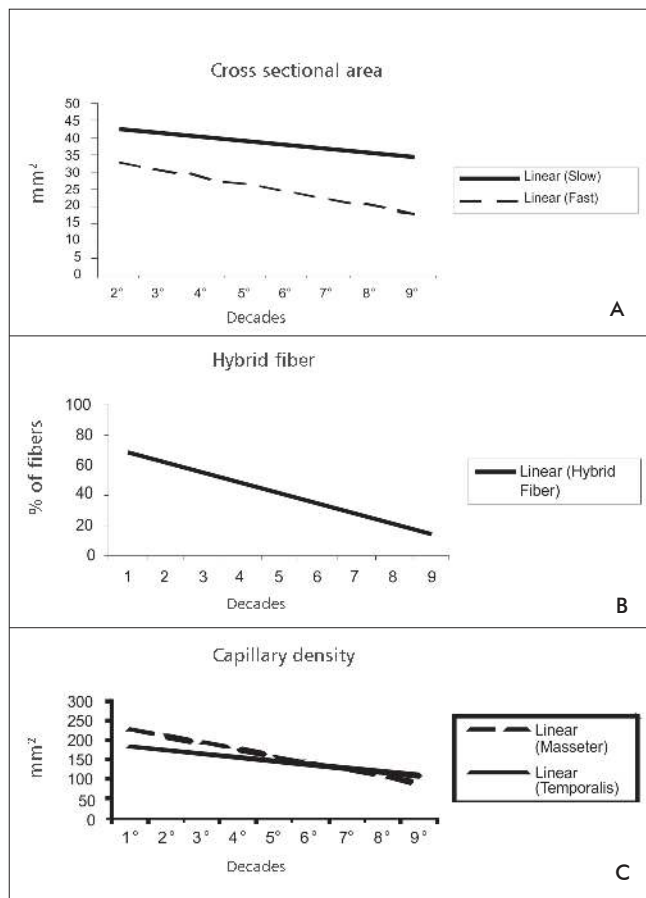 Cross sectional area
mm²
50
45
40
35
30
25
20
15
10
5
0
2° 3° 4° 5° 6° 7° 8° 9°
Decades
Linear (Slow)
Linear (Fast)
A
Hybrid fiber
% of fibers
100
80
60
40
20
0
1 2 3 4 5 6 7 8 9
Decades
Linear (Hybrid
Fiber)
B
Capillary density
mm²
300
250
200
150
100
50
0
1° 2° 3° 4° 5° 6° 7° 8° 9°
Decades
Linear
(Masseter)
Linear
(Temporalis)
C